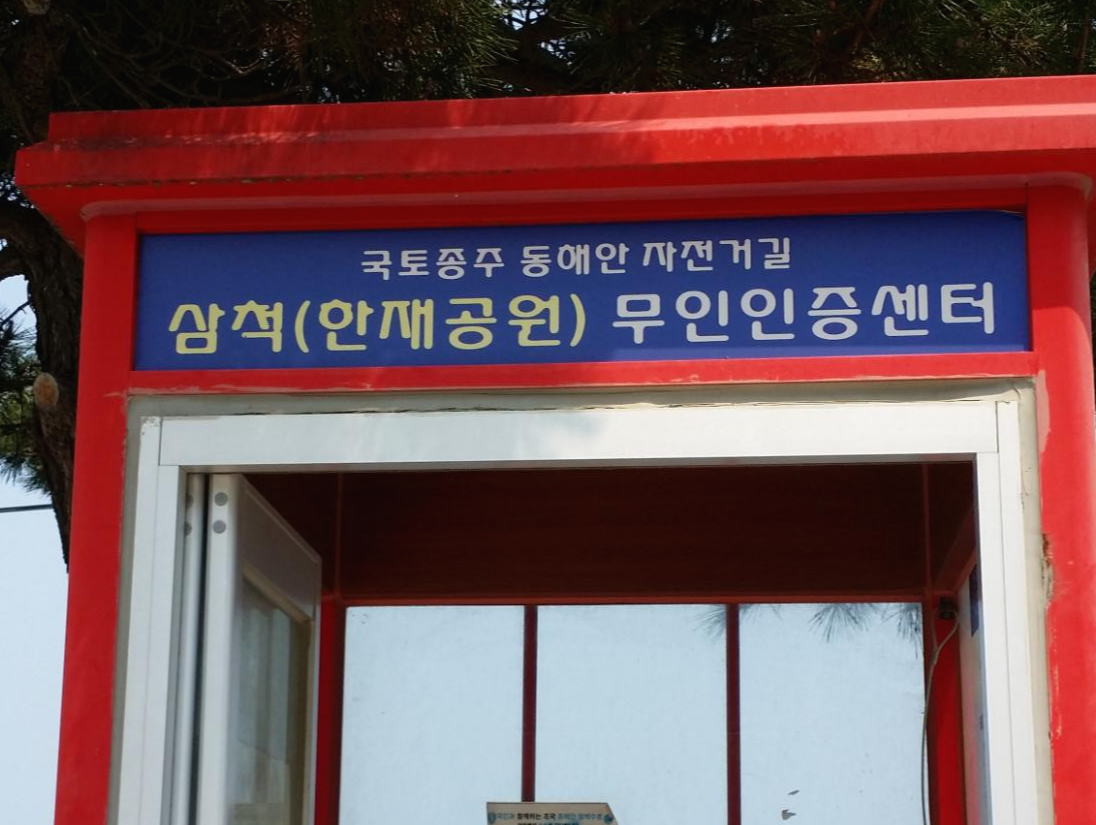 국토종주 동해안 자전거길
삼척(한재공원) 무인인증센터